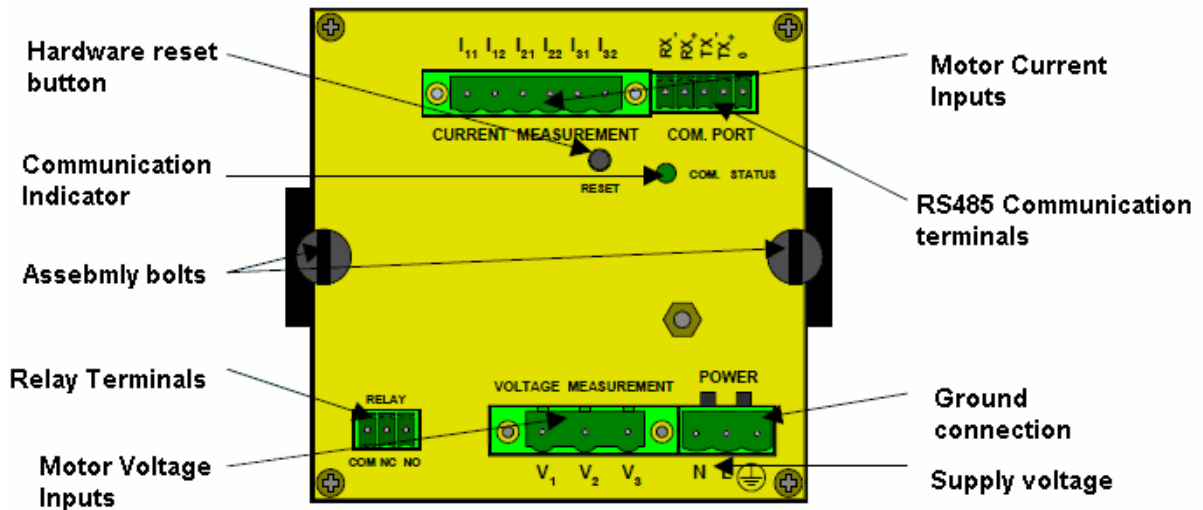 Hardware reset
button
I11 I12 I21 I22 I31 I32
RX- RX+ TX- TX+ 0
Motor Current
Inputs
CURRENT MEASUREMENT
COM. PORT
Communication
Indicator
RESET
COM. STATUS
RS485 Communication
terminals
Assebmly bolts
Relay Terminals
RELAY
COM NC NO
VOLTAGE MEASUREMENT
POWER
Ground
connection
Motor Voltage
Inputs
V1 V2 V3
N L
Supply voltage